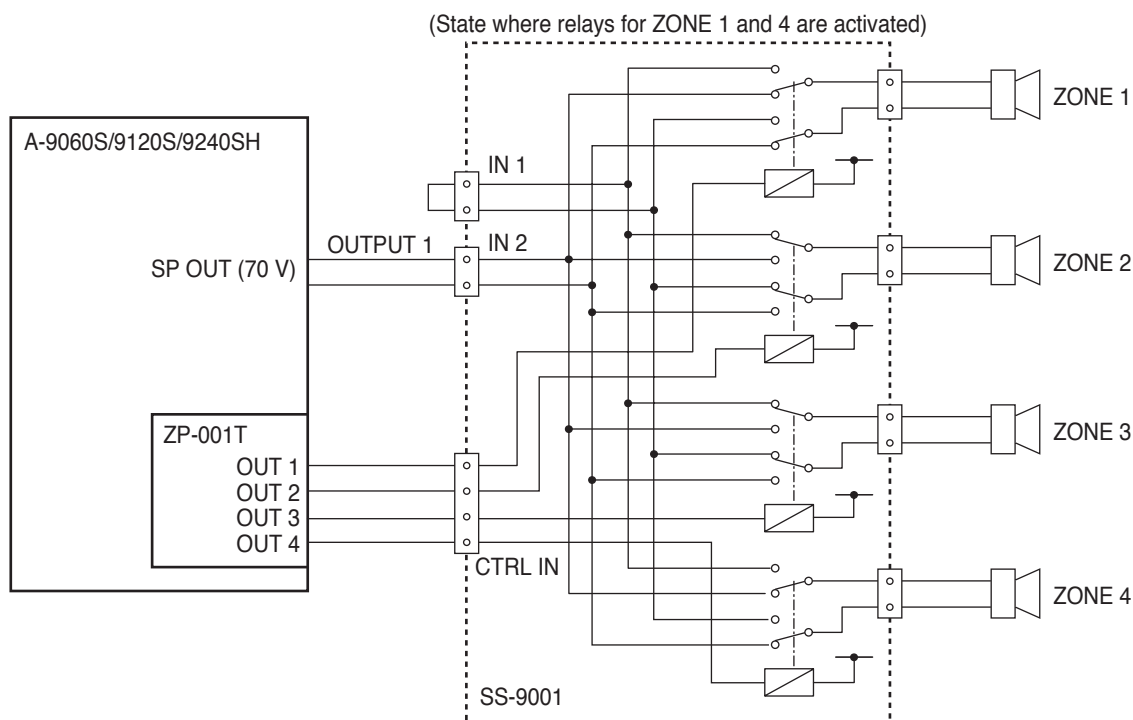 (State where relays for ZONE 1 and 4 are activated)
A-9060S/9120S/9240SH
SP OUT (70 V)
OUTPUT 1
IN 1
IN 2
ZP-001T
OUT 1
OUT 2
OUT 3
OUT 4
CTRL IN
SS-9001
ZONE 1
ZONE 2
ZONE 3
ZONE 4